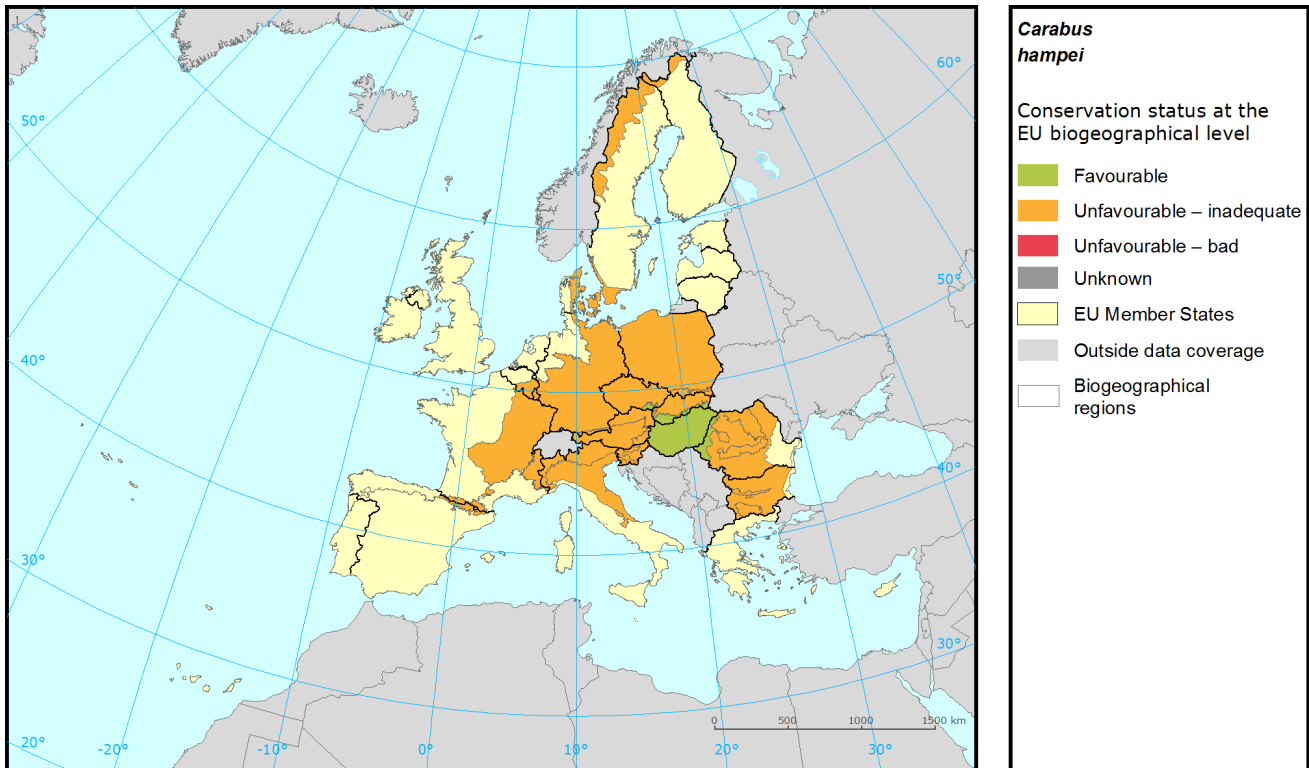 Carabus
hampei
Conservation status at the
EU biogeographical level
Favourable
Unfavourable – inadequate
Unfavourable – bad
Unknown
EU Member States
Outside data coverage
Biogeographical
regions
60°
50°
50°
40°
40°
30°
30°
0 500 1000 1500 km
20° -20° -10° 0° 10° 20° 30°